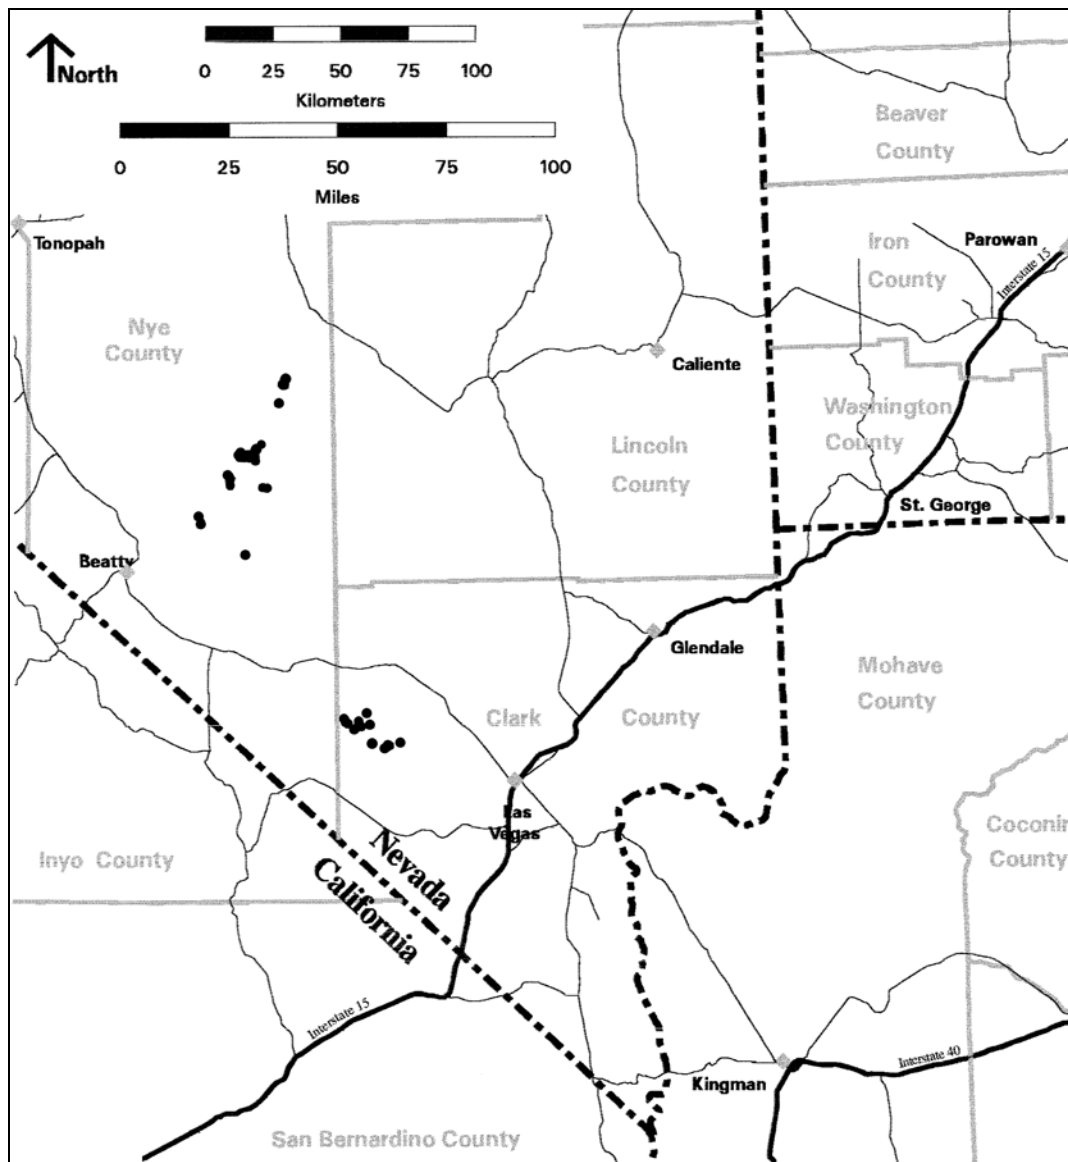 North
0 25 50 75 100
Kilometers
0 25 50 75 100
Miles
Beaver
County
Tonopah
Iron
County
Parowan
Interstate 15
Nye
County
Caliente
Washington
County
Lincoln
County
St. George
Beatty
Glendale
Mohave
County
Clark County
Las
Vegas
Coconin
County
Inyo County
Nevada
California
Interstate 15
Interstate 40
Kingman
San Bernardino County